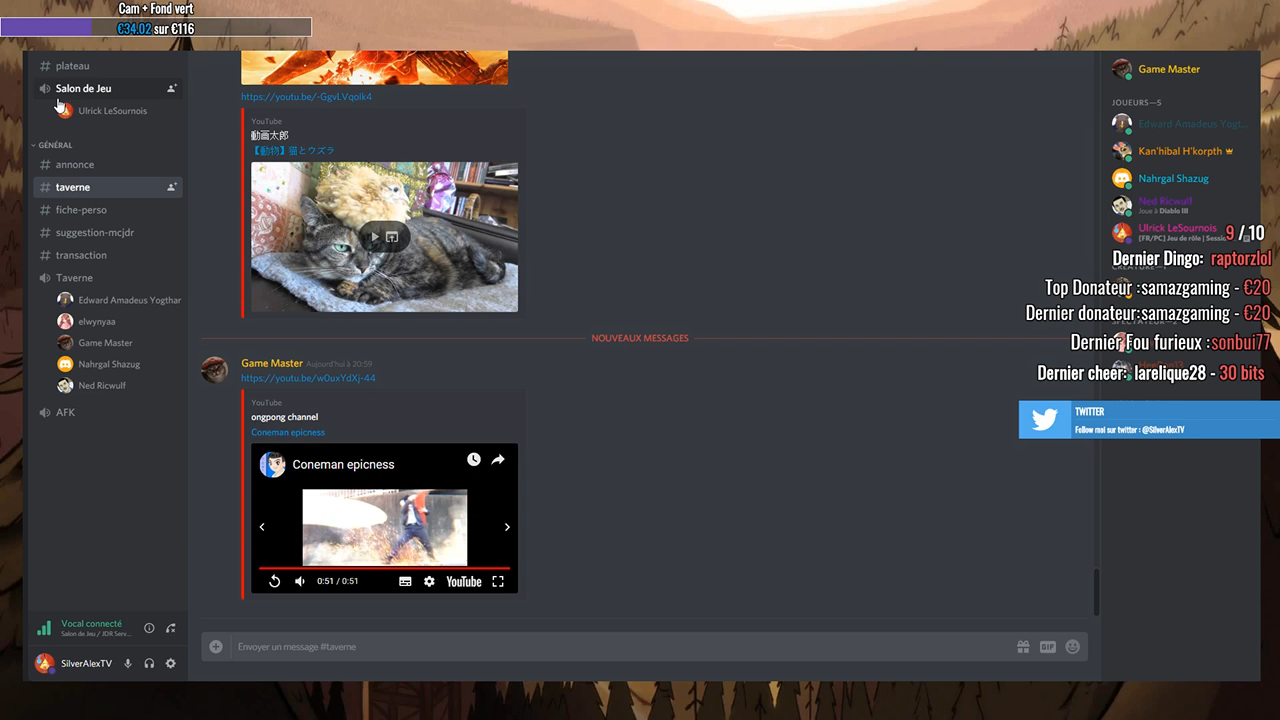 Cam + Fond vert
€34.02 sur €116
# plateau
Salon de Jeu
Ulrick LeSournois
GÉNÉRAL
# annonce
# taverne
# fiche-perso
# suggestion-mcjdr
# transaction
Taverne
Edward Amadeus Yogthar
elwynyaa
Game Master
Nahrgal Shazug
Ned Ricwulf
AFK
Vocal connecté
Salon de Jeu / JDR Serv...
SilverAlexTV
https://youtu.be/-GgvLVqoIk4
YouTube
動画太郎
【動物】猫とウズラ
NOUVEAUX MESSAGES
Game Master Aujourd'hui à 20:59
https://youtu.be/w0uxYdXj-44
YouTube
ongpong channel
Coneman epicness
Coneman epicness
0:51 / 0:51
YouTube
Envoyer un message #taverne
GIF
Game Master
JOUEURS—5
Edward Amadeus Yogt...
Kan'hibal H'korpth
Nahrgal Shazug
Ned Ricwulf
Joue à Diablo III
Ulrick LeSournois
[FR/PC] Jeu de rôle | Sessi
9 / 10
Dernier Dingo: raptorzlol
Top Donateur :samazgaming - €20
Dernier donateur:samazgaming - €20
Dernier Fou furieux :sonbui77
Dernier cheer: larelique28 - 30 bits
TWITTER
Follow moi sur twitter : @SilverAlexTV